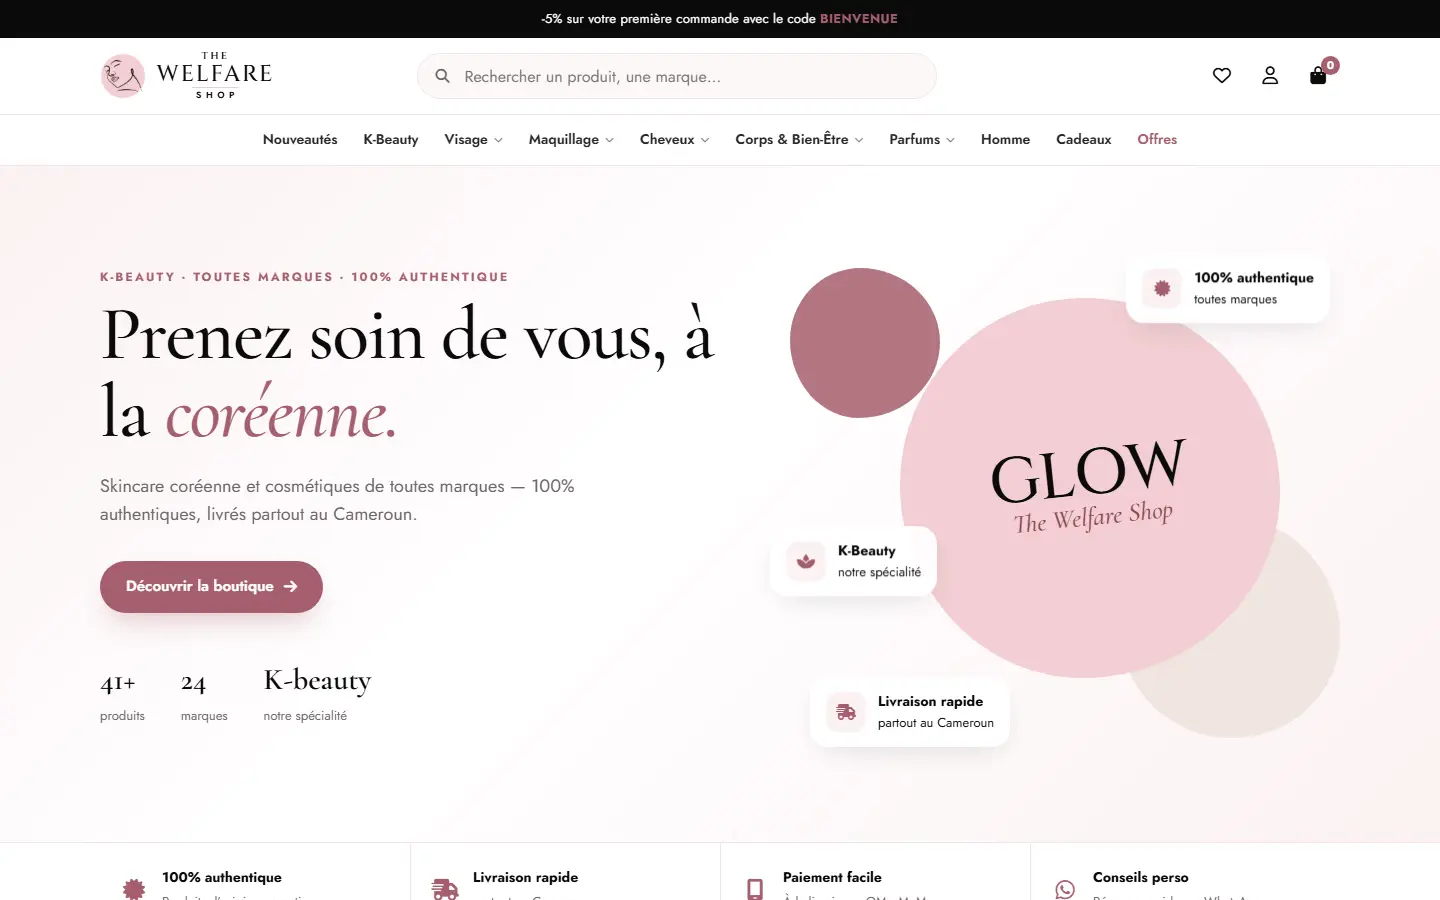 -5% sur votre première commande avec le code BIENVENUE
THE
WELFARE
SHOP
Rechercher un produit, une marque...
0
Nouveautés K-Beauty Visage Maquillage Cheveux Corps & Bien-Être Parfums Homme Cadeaux Offres
K-BEAUTY · TOUTES MARQUES · 100% AUTHENTIQUE
Prenez soin de vous, à
la coréenne.
Skincare coréenne et cosmétiques de toutes marques — 100%
authentiques, livrés partout au Cameroun.
Découvrir la boutique
41+ 24 K-beauty
produits marques notre spécialité
100% authentique
toutes marques
GLOW
The Welfare Shop
K-Beauty
notre spécialité
Livraison rapide
partout au Cameroun
100% authentique
Livraison rapide
Paiement facile
Conseils perso